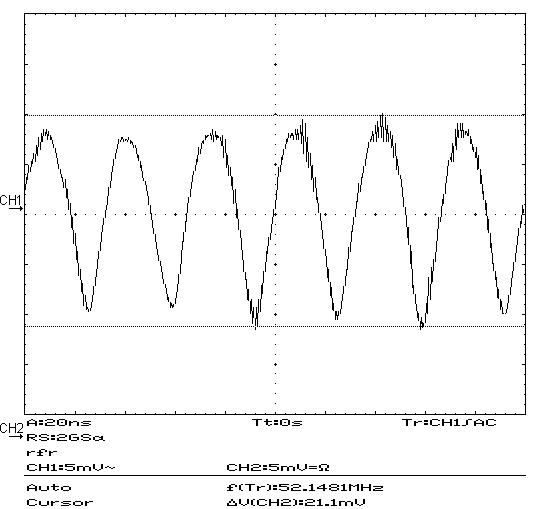 CH1
CH2
A:20ns Tt:0s Tr:CH1∫AC
RS:2GSa
rfr
CH1:5mV~ CH2:5mV=Ω
Auto f(Tr):52.1481MHz
Cursor ΔV(CH2):21.1mV